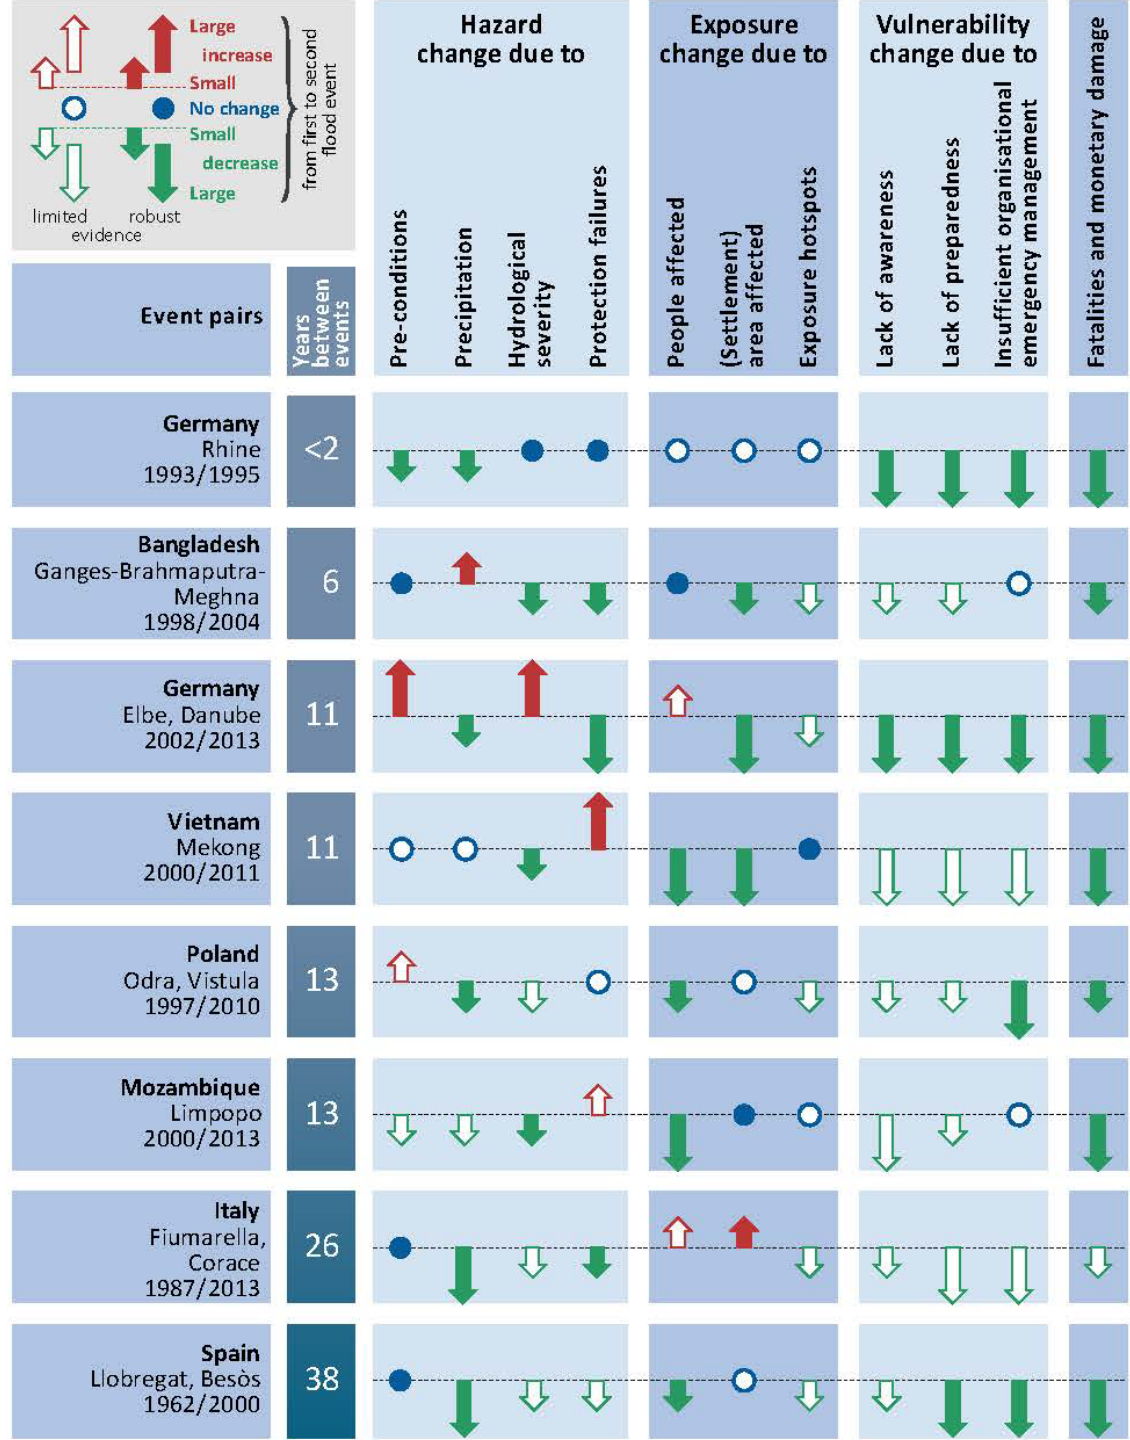 Large
increase
Small
No change
Small
decrease
Large
from first to second
flood event
limited
robust
evidence
Hazard
change due to
Exposure
change due to
Vulnerability
change due to
Event pairs
Years
between
events
Pre-conditions
Precipitation
Hydrological
severity
Protection failures
People affected
(Settlement)
area affected
Exposure hotspots
Lack of awareness
Lack of preparedness
Insufficient organisational
emergency management
Fatalities and monetary damage
Germany
Rhine
1993/1995
<2
Bangladesh
Ganges-Brahmaputra-
Meghna
1998/2004
6
Germany
Elbe, Danube
2002/2013
11
Vietnam
Mekong
2000/2011
11
Poland
Odra, Vistula
1997/2010
13
Mozambique
Limpopo
2000/2013
13
Italy
Fiumarella,
Corace
1987/2013
26
Spain
Llobregat, Besòs
1962/2000
38